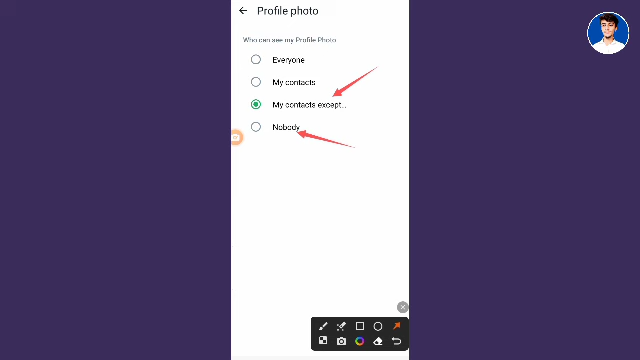 Profile photo
Who can see my Profile Photo
Everyone
My contacts
My contacts except...
Nobody